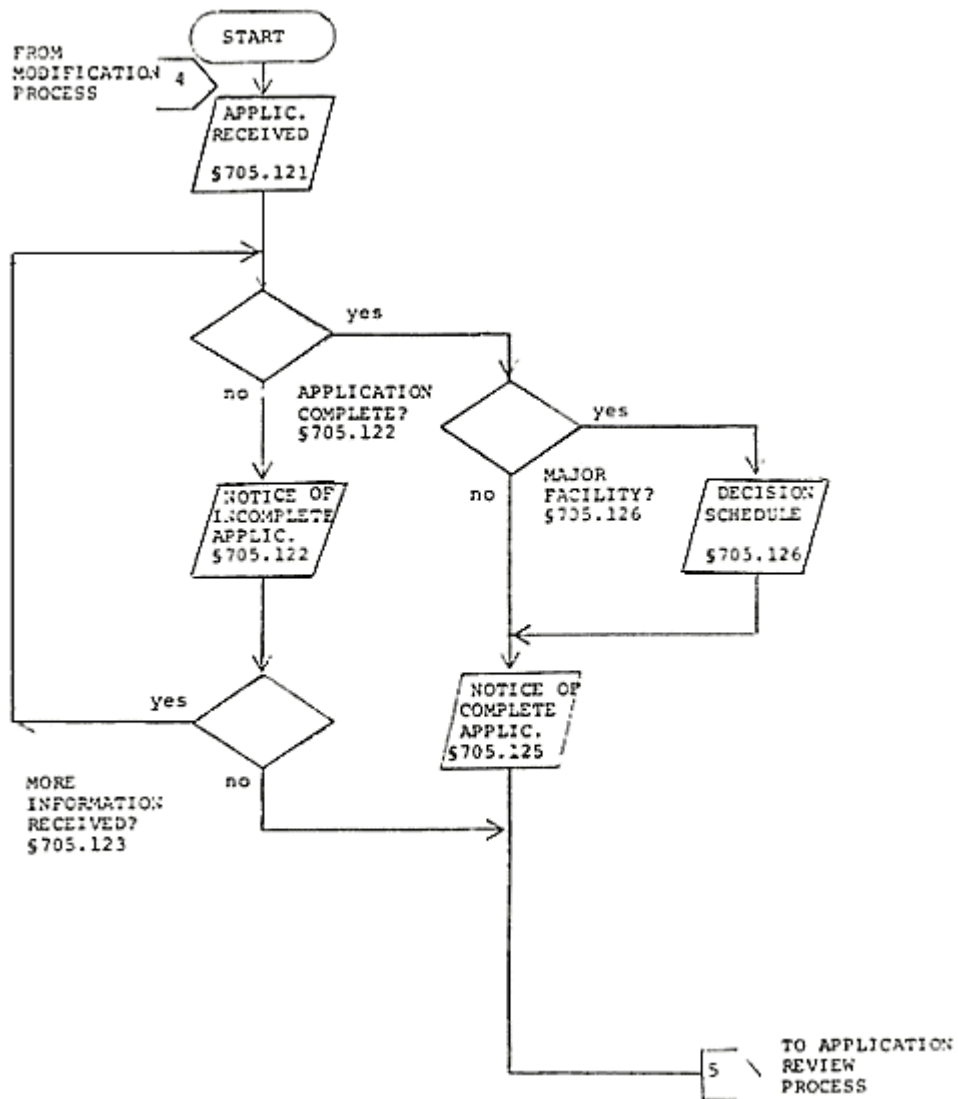 START
FROM
MODIFICATION
PROCESS
4
APPLIC.
RECEIVED
§705.121
yes
no
APPLICATION
COMPLETE?
§705.122
yes
no
MAJOR
FACILITY?
§705.126
DECISION
SCHEDULE
§705.126
NOTICE OF
INCOMPLETE
APPLIC.
§705.122
yes
no
MORE
INFORMATION
RECEIVED?
§705.123
NOTICE OF
COMPLETE
APPLIC.
§705.125
5
TO APPLICATION
REVIEW
PROCESS